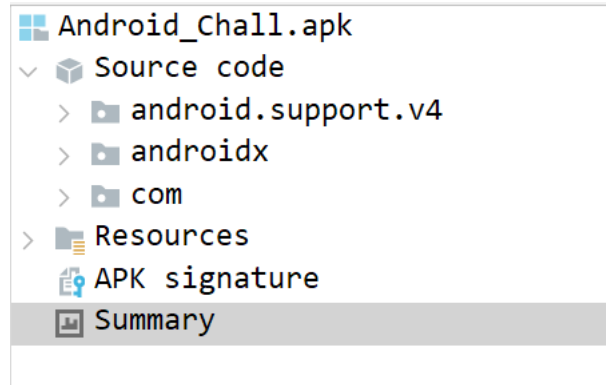 Android_Chall.apk
Source code
android.support.v4
androidx
com
Resources
APK signature
Summary